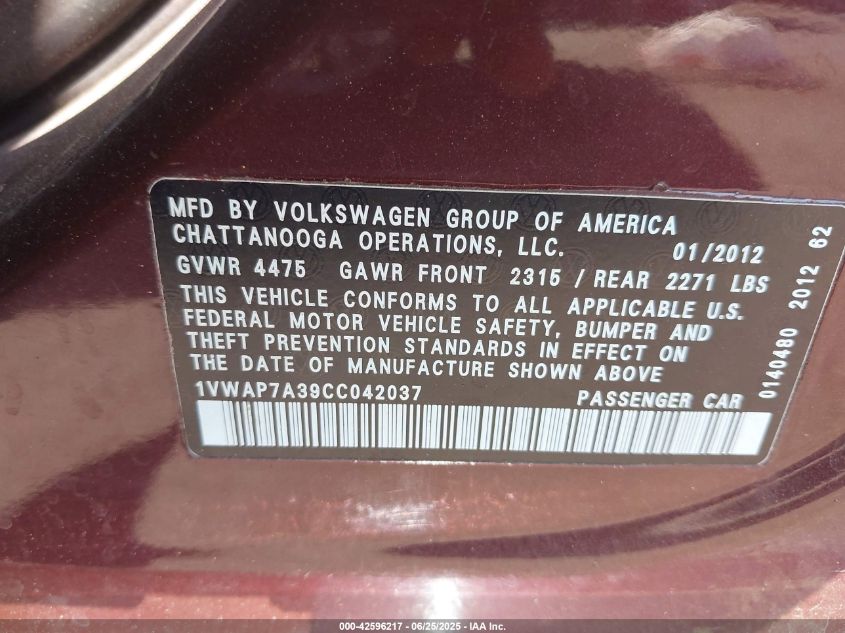 MFD BY VOLKSWAGEN GROUP OF AMERICA
CHATTANOOGA OPERATIONS, LLC. 01/2012
GVWR 4475 GAWR FRONT 2315 / REAR 2271 LBS
THIS VEHICLE CONFORMS TO ALL APPLICABLE U.S.
FEDERAL MOTOR VEHICLE SAFETY, BUMPER AND
THEFT PREVENTION STANDARDS IN EFFECT ON
THE DATE OF MANUFACTURE SHOWN ABOVE
1VWAP7A39CC042037 PASSENGER CAR
0140480 2012 62
000-42596217 - 06/25/2025 - IAA Inc.